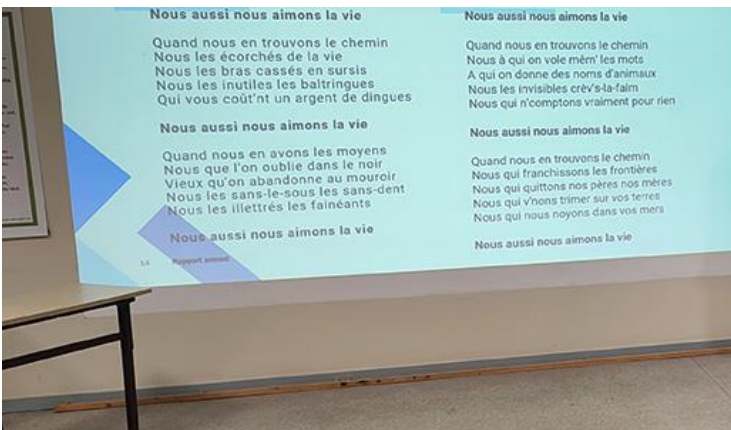 Nous aussi nous aimons la vie
Quand nous en trouvons le chemin
Nous les écorchés de la vie
Nous les bras cassés en sursis
Nous les inutiles les baltringues
Qui vous coût'nt un argent de dingues
Nous aussi nous aimons la vie
Quand nous en avons les moyens
Nous que l'on oublie dans le noir
Vieux qu'on abandonne au mouroir
Nous les sans-le-sous les sans-dent
Nous les illettrés les fainéants
Nous aussi nous aimons la vie
14 Rapport annuel
Nous aussi nous aimons la vie
Quand nous en trouvons le chemin
Nous à qui on vole mêm' les mots
A qui on donne des noms d'animaux
Nous les invisibles crèv's-la-faim
Nous qui n'comptons vraiment pour rien
Nous aussi nous aimons la vie
Quand nous en trouvons le chemin
Nous qui franchissons les frontières
Nous qui quittons nos pères nos mères
Nous qui v'nons trimer sur vos terres
Nous qui nous noyons dans vos mers
Nous aussi nous aimons la vie